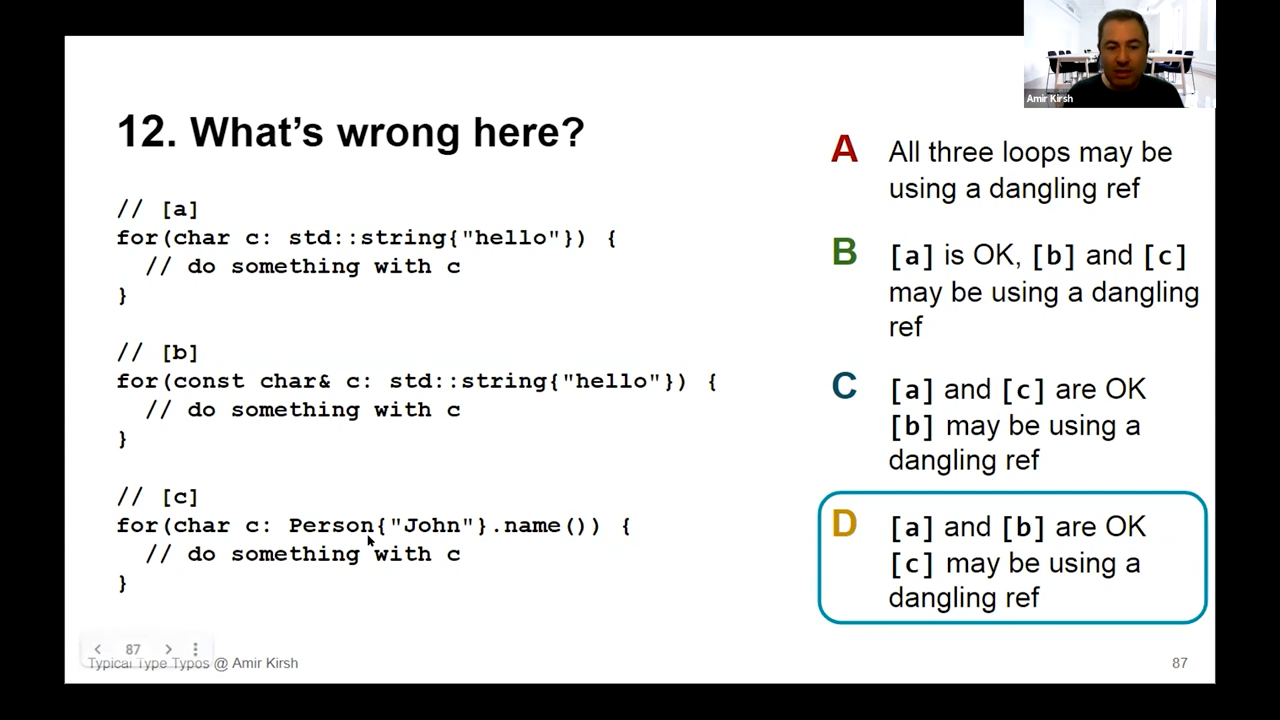 Amir Kirsh
12. What's wrong here?
// [a]
for(char c: std::string{"hello"}) {
// do something with c
}
// [b]
for(const char& c: std::string{"hello"}) {
// do something with c
}
// [c]
for(char c: Person{"John"}.name()) {
// do something with c
}
A
All three loops may be
using a dangling ref
B
[a] is OK, [b] and [c]
may be using a dangling
ref
C
[a] and [c] are OK
[b] may be using a
dangling ref
D
[a] and [b] are OK
[c] may be using a
dangling ref
87
Typical Type Typos @ Amir Kirsh
87